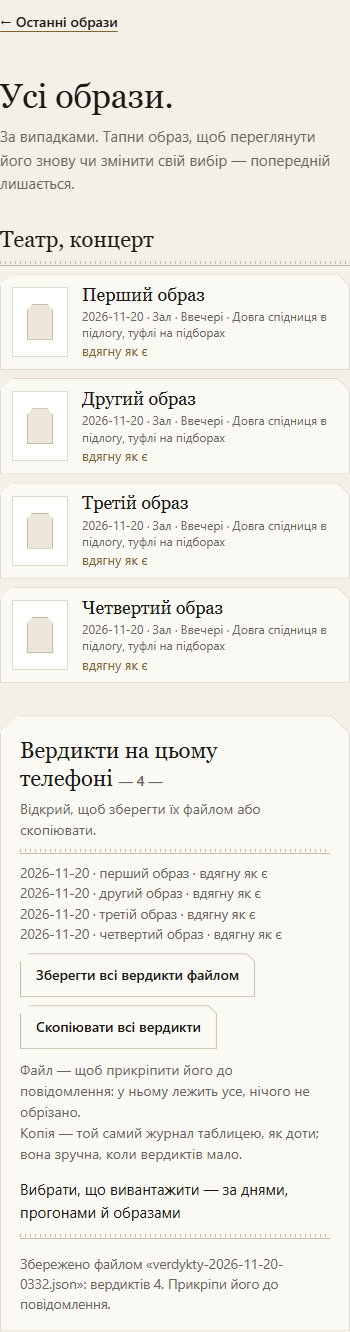 ← Останні образи
Усі образи.
За випадками. Тапни образ, щоб переглянути
його знову чи змінити свій вибір — попередній
лишається.
Театр, концерт
Перший образ
2026-11-20 · Зал · Ввечері · Довга спідниця в
підлогу, туфлі на підборах
вдягну як є
Другий образ
2026-11-20 · Зал · Ввечері · Довга спідниця в
підлогу, туфлі на підборах
вдягну як є
Третій образ
2026-11-20 · Зал · Ввечері · Довга спідниця в
підлогу, туфлі на підборах
вдягну як є
Четвертий образ
2026-11-20 · Зал · Ввечері · Довга спідниця в
підлогу, туфлі на підборах
вдягну як є
Вердикти на цьому
телефоні — 4 —
Відкрий, щоб зберегти їх файлом або
скопіювати.
2026-11-20 · перший образ · вдягну як є
2026-11-20 · другий образ · вдягну як є
2026-11-20 · третій образ · вдягну як є
2026-11-20 · четвертий образ · вдягну як є
Зберегти всі вердикти файлом
Скопіювати всі вердикти
Файл — щоб прикріпити його до
повідомлення: у ньому лежить усе, нічого не
обрізано.
Копія — той самий журнал таблицею, як доти;
вона зручна, коли вердиктів мало.
Вибрати, що вивантажити — за днями,
прогонами й образами
Збережено файлом «verdykty-2026-11-20-
0332.json»: вердиктів 4. Прикріпи його до
повідомлення.